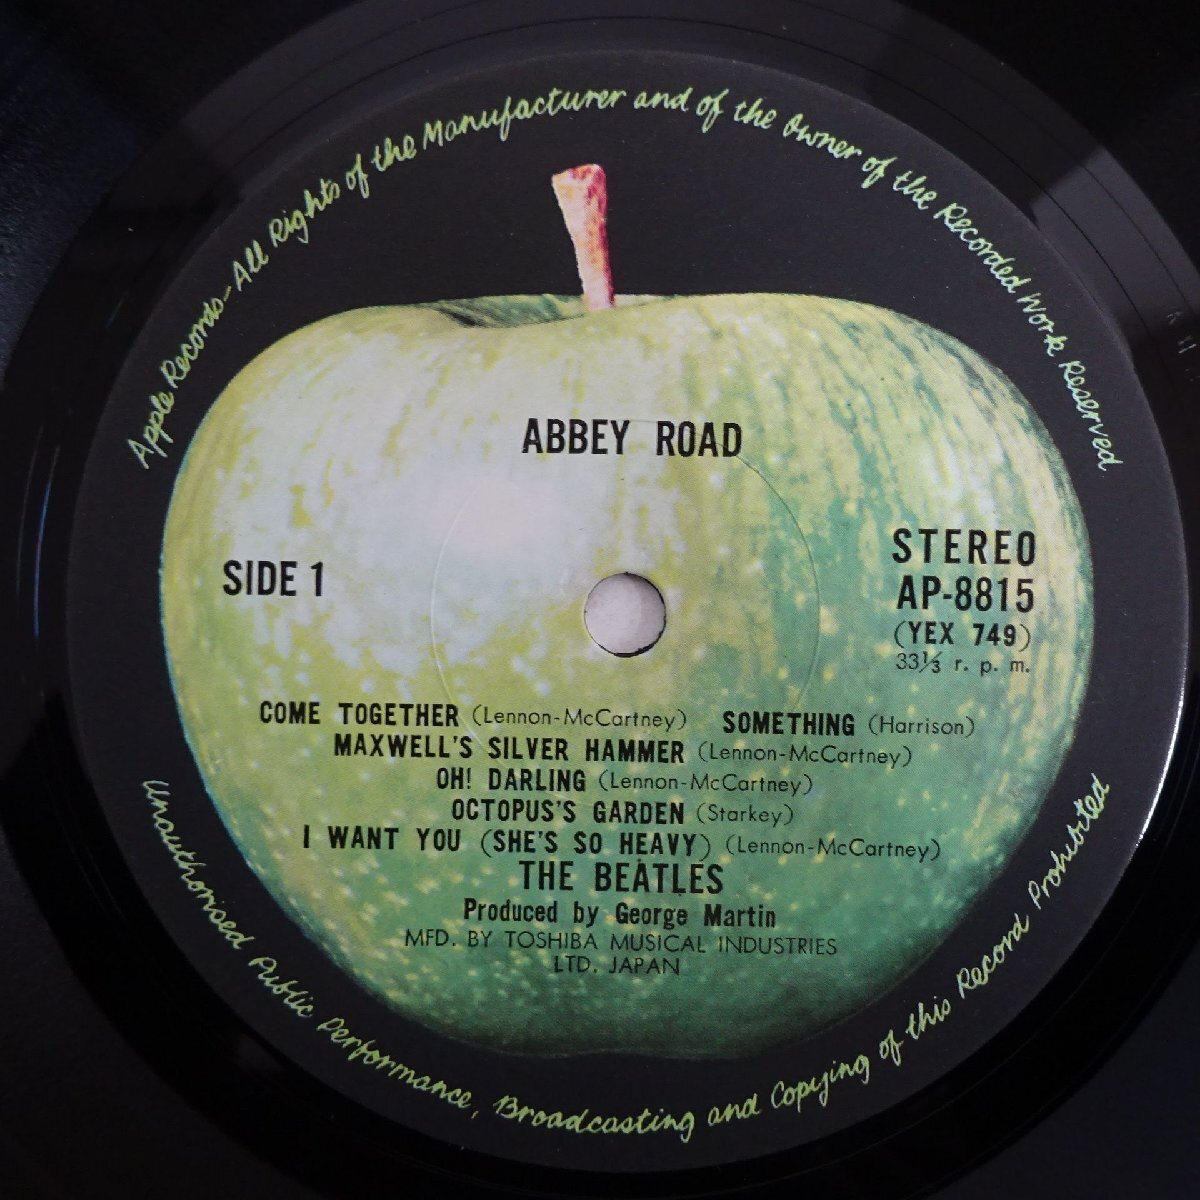 Apple Records-All Rights of the Manufacturer and of the Owner of the Recorded Work Reserved
ABBEY ROAD
SIDE 1
STEREO
AP-8815
(YEX 749)
33⅓ r. p. m.
COME TOGETHER (Lennon-McCartney) SOMETHING (Harrison)
MAXWELL'S SILVER HAMMER (Lennon-McCartney)
OH! DARLING (Lennon-McCartney)
OCTOPUS'S GARDEN (Starkey)
I WANT YOU (SHE'S SO HEAVY) (Lennon-McCartney)
THE BEATLES
Produced by George Martin
MFD. BY TOSHIBA MUSICAL INDUSTRIES
LTD. JAPAN
Unauthorised Public Performance, Broadcasting and Copying of this Record Prohibited